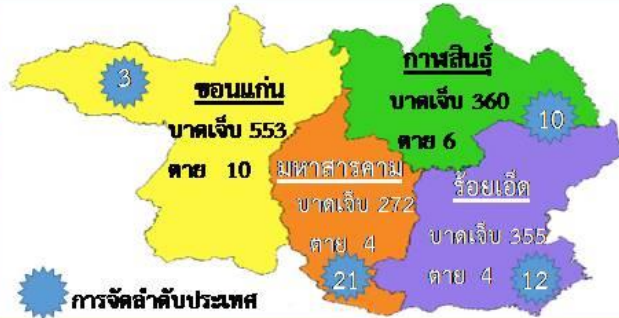 3
ขอนแก่น
บาดเจ็บ 553
ตาย 10
กาฬสินธุ์
บาดเจ็บ 360
ตาย 6
10
มหาสารคาม
บาดเจ็บ 272
ตาย 4
21
ร้อยเอ็ด
บาดเจ็บ 355
ตาย 4
12
การจัดลำดับประเทศ